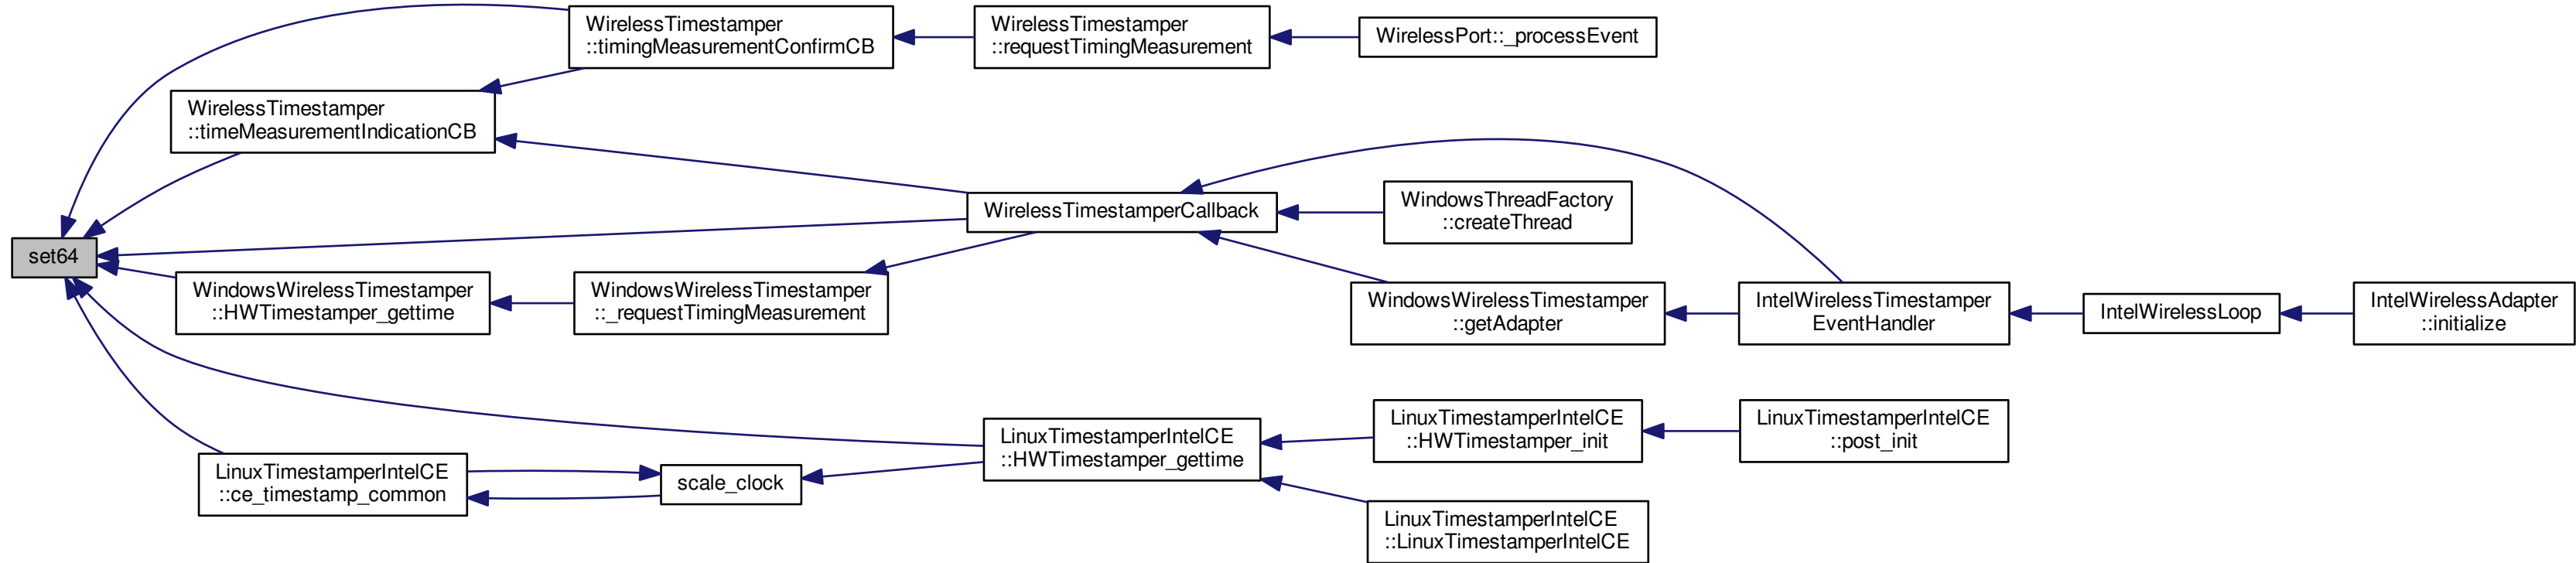 WirelessTimestamper
::timingMeasurementConfirmCB
WirelessTimestamper
::requestTimingMeasurement
WirelessPort::_processEvent
WirelessTimestamper
::timeMeasurementIndicationCB
WirelessTimestamperCallback
WindowsThreadFactory
::createThread
set64
WindowsWirelessTimestamper
::HWTimestamper_gettime
WindowsWirelessTimestamper
::_requestTimingMeasurement
WindowsWirelessTimestamper
::getAdapter
IntelWirelessTimestamper
EventHandler
IntelWirelessLoop
IntelWirelessAdapter
::initialize
LinuxTimestamperIntelCE
::ce_timestamp_common
scale_clock
LinuxTimestamperIntelCE
::HWTimestamper_gettime
LinuxTimestamperIntelCE
::HWTimestamper_init
LinuxTimestamperIntelCE
::post_init
LinuxTimestamperIntelCE
::LinuxTimestamperIntelCE